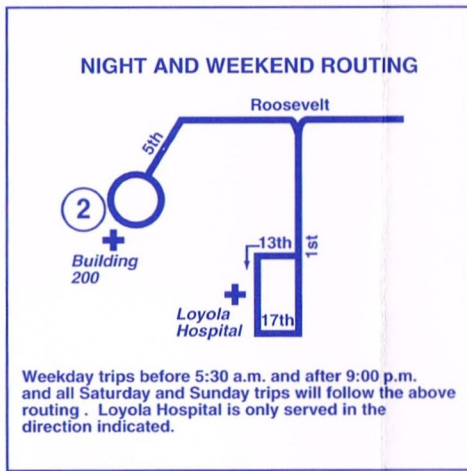 NIGHT AND WEEKEND ROUTING
Roosevelt
5th
2
Building
200
13th
1st
Loyola
Hospital
17th
Weekday trips before 5:30 a.m. and after 9:00 p.m.
and all Saturday and Sunday trips will follow the above
routing . Loyola Hospital is only served in the
direction indicated.